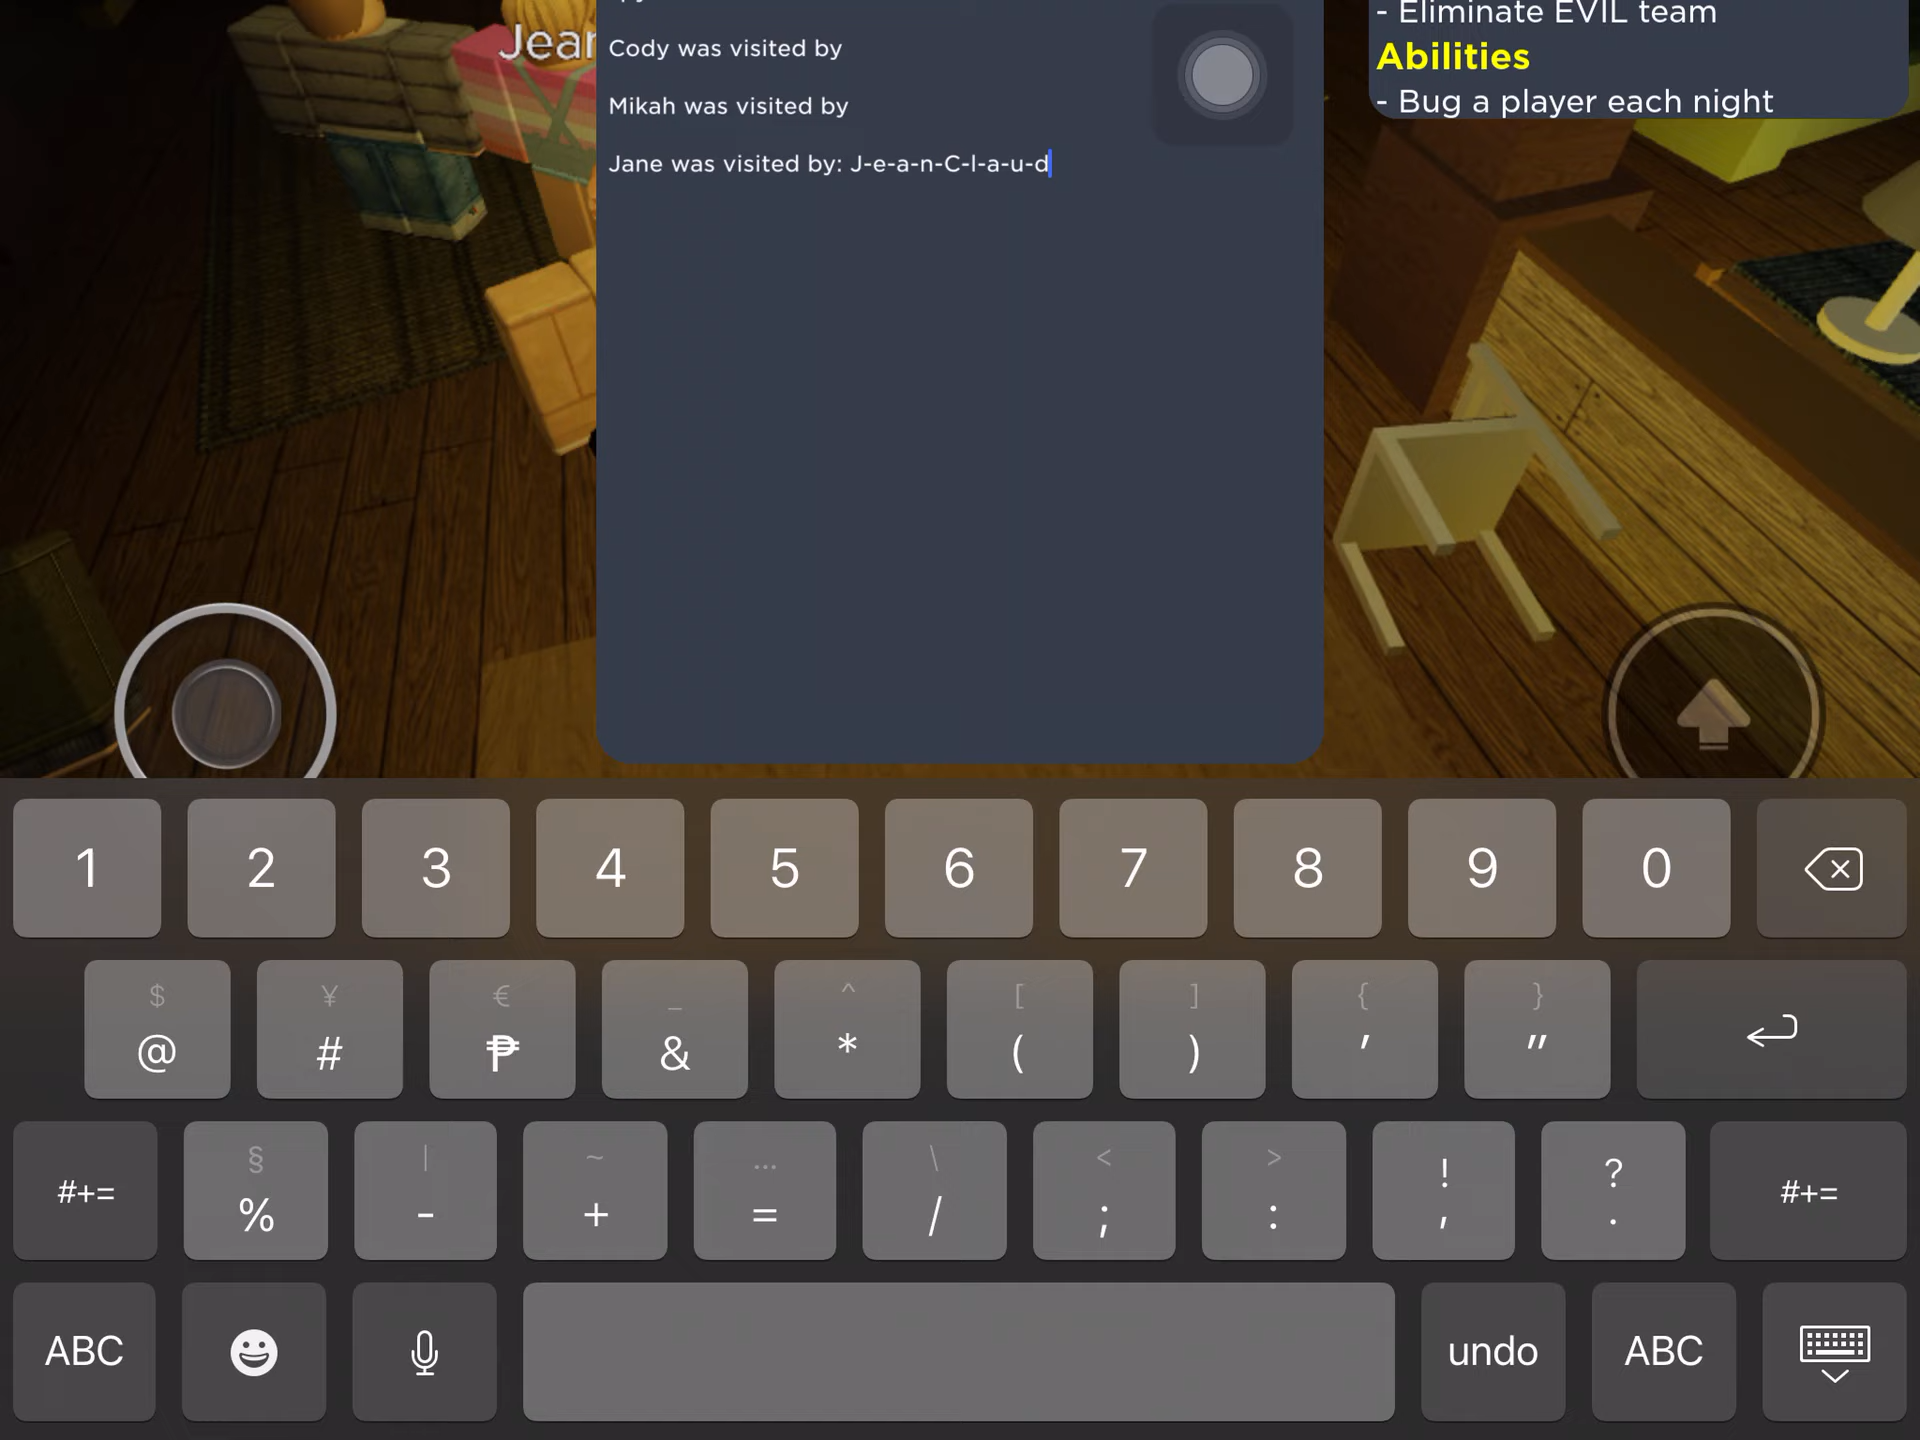 Jean
Cody was visited by
Mikah was visited by
Jane was visited by: J-e-a-n-C-l-a-u-d
- Eliminate EVIL team
Abilities
- Bug a player each night
1 2 3 4 5 6 7 8 9 0
$ ¥ € _ ^ [ ] { }
@ # ₱ & * ( ) ' "
§ | ~ … \ < > ! ?
#+= % - + = / ; : , . #+=
ABC undo ABC